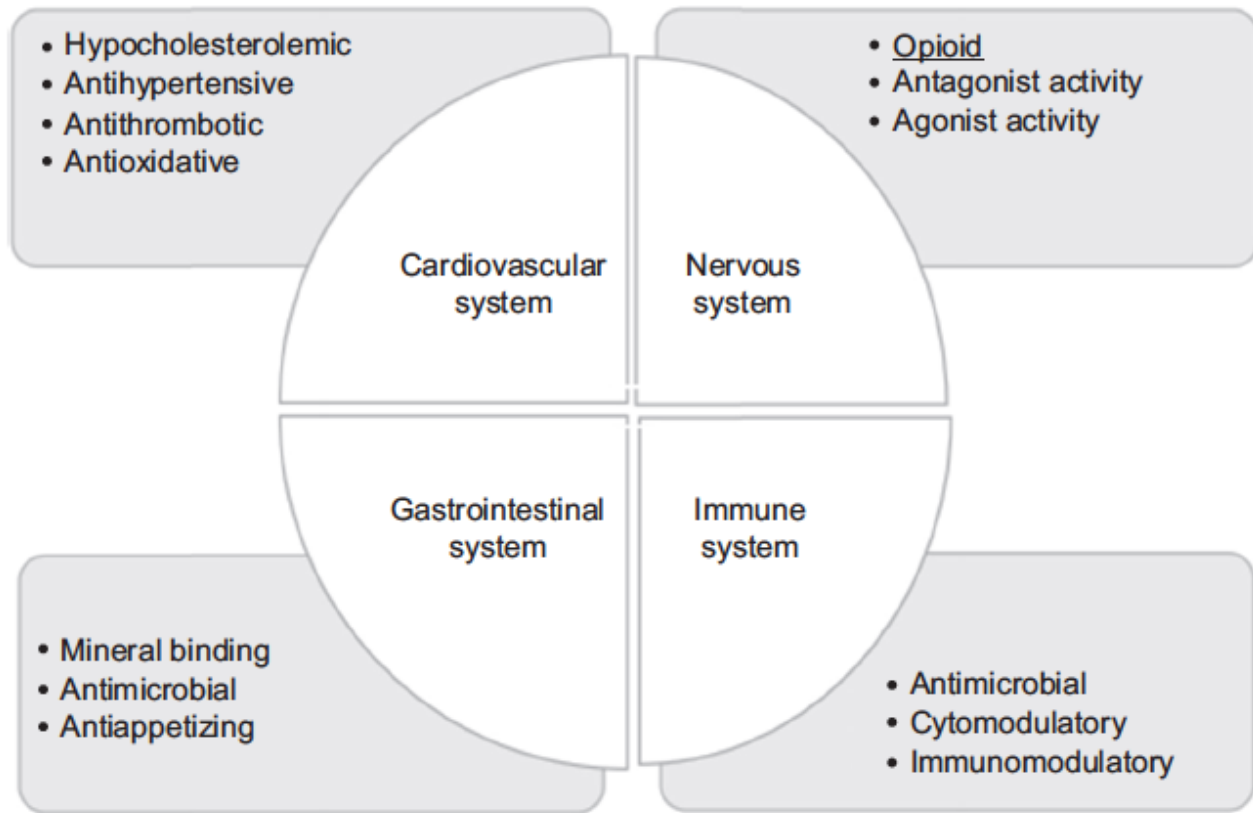 • Hypocholesterolemic
• Antihypertensive
• Antithrombotic
• Antioxidative
• Opioid
• Antagonist activity
• Agonist activity
Cardiovascular
system
Nervous
system
Gastrointestinal
system
Immune
system
• Mineral binding
• Antimicrobial
• Antiappetizing
• Antimicrobial
• Cytomodulatory
• Immunomodulatory